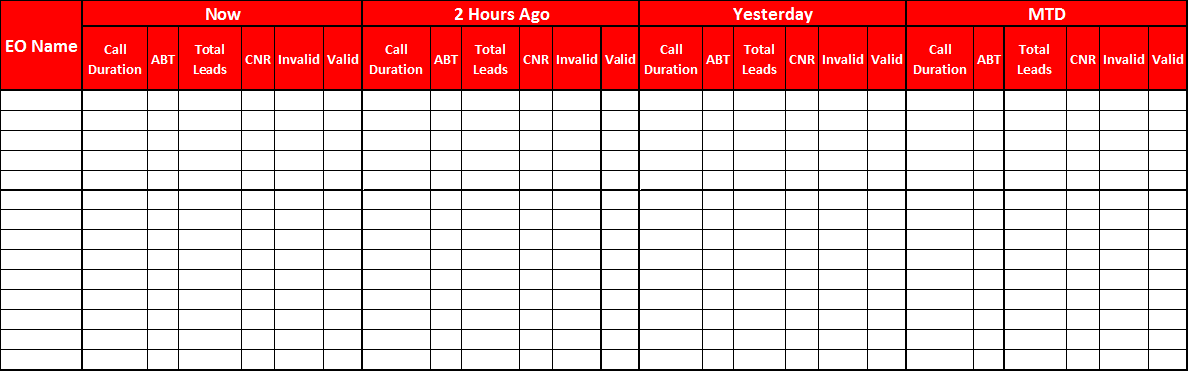 Now 2 Hours Ago Yesterday MTD
EO Name
Call Duration ABT Total Leads CNR Invalid Valid Call Duration ABT Total Leads CNR Invalid Valid Call Duration ABT Total Leads CNR Invalid Valid Call Duration ABT Total Leads CNR Invalid Valid